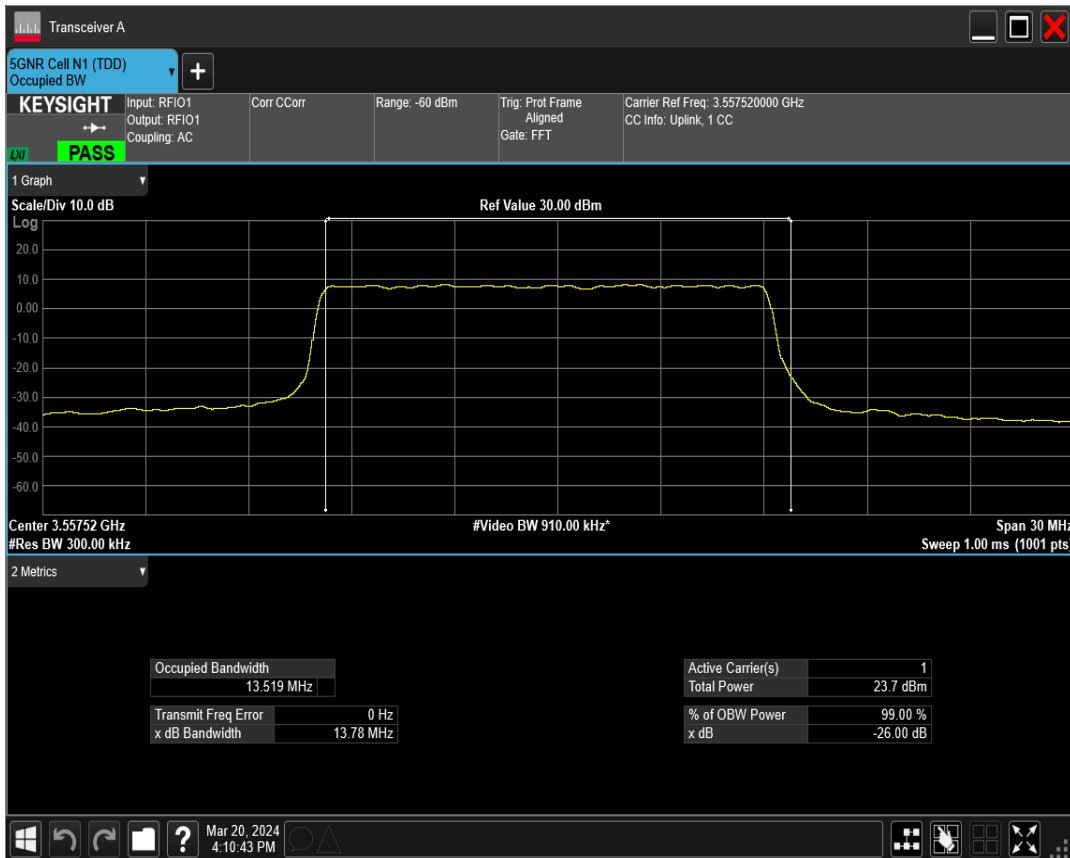 Transceiver A
5GNR Cell N1 (TDD)
Occupied BW
+
KEYSIGHT
LXI
PASS
Input: RFIO1
Output: RFIO1
Coupling: AC
Corr CCorr
Range: -60 dBm
Trig: Prot Frame
Aligned
Gate: FFT
Carrier Ref Freq: 3.557520000 GHz
CC Info: Uplink, 1 CC
1 Graph
Scale/Div 10.0 dB
Ref Value 30.00 dBm
Log
20.0
10.0
0.00
-10.0
-20.0
-30.0
-40.0
-50.0
-60.0
Center 3.55752 GHz
#Video BW 910.00 kHz*
Span 30 MHz
#Res BW 300.00 kHz
Sweep 1.00 ms (1001 pts)
2 Metrics
Occupied Bandwidth
13.519 MHz
Transmit Freq Error 0 Hz
x dB Bandwidth 13.78 MHz
Active Carrier(s) 1
Total Power 23.7 dBm
% of OBW Power 99.00 %
x dB -26.00 dB
?
Mar 20, 2024
4:10:43 PM